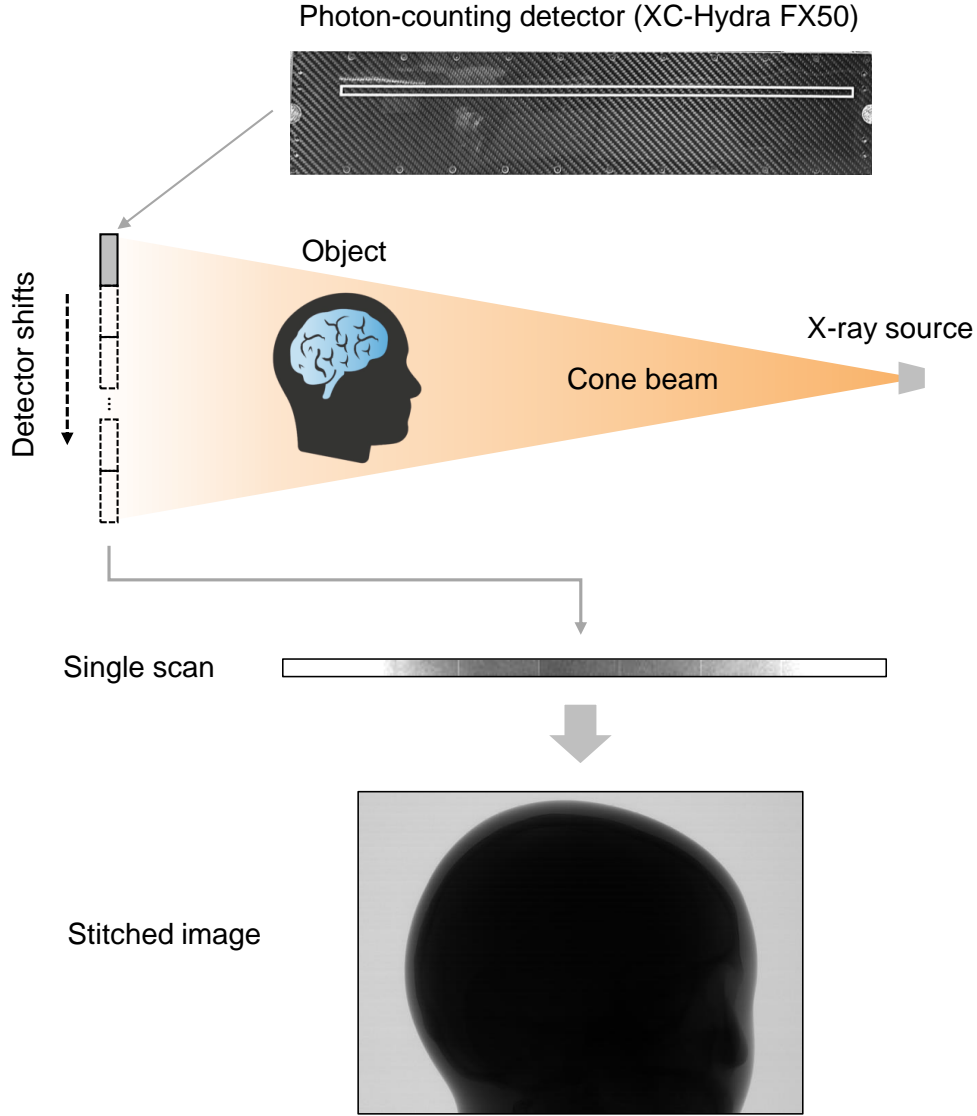 Photon-counting detector (XC-Hydra FX50)
Object
Detector shifts
X-ray source
Cone beam
...
Single scan
Stitched image